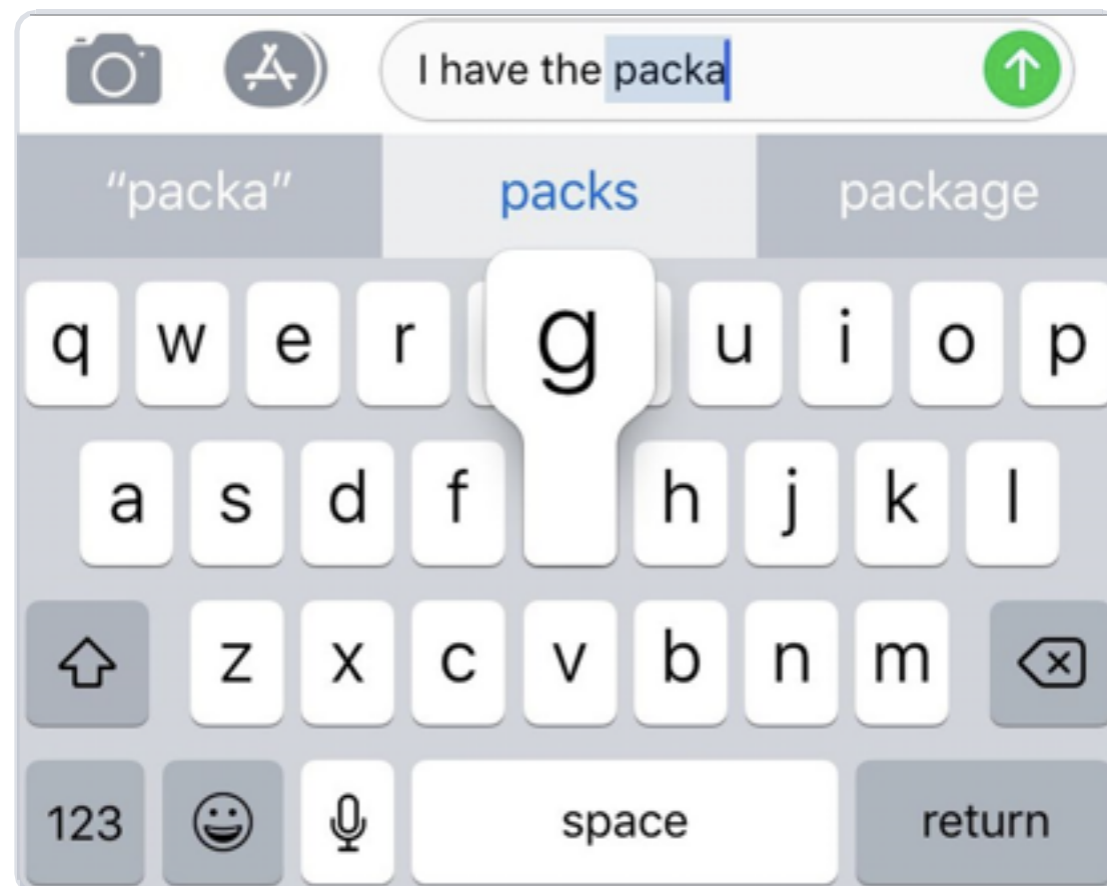 I have the packa
“packa” packs package
q w e r g u i o p
a s d f h j k l
z x c v b n m
123 space return